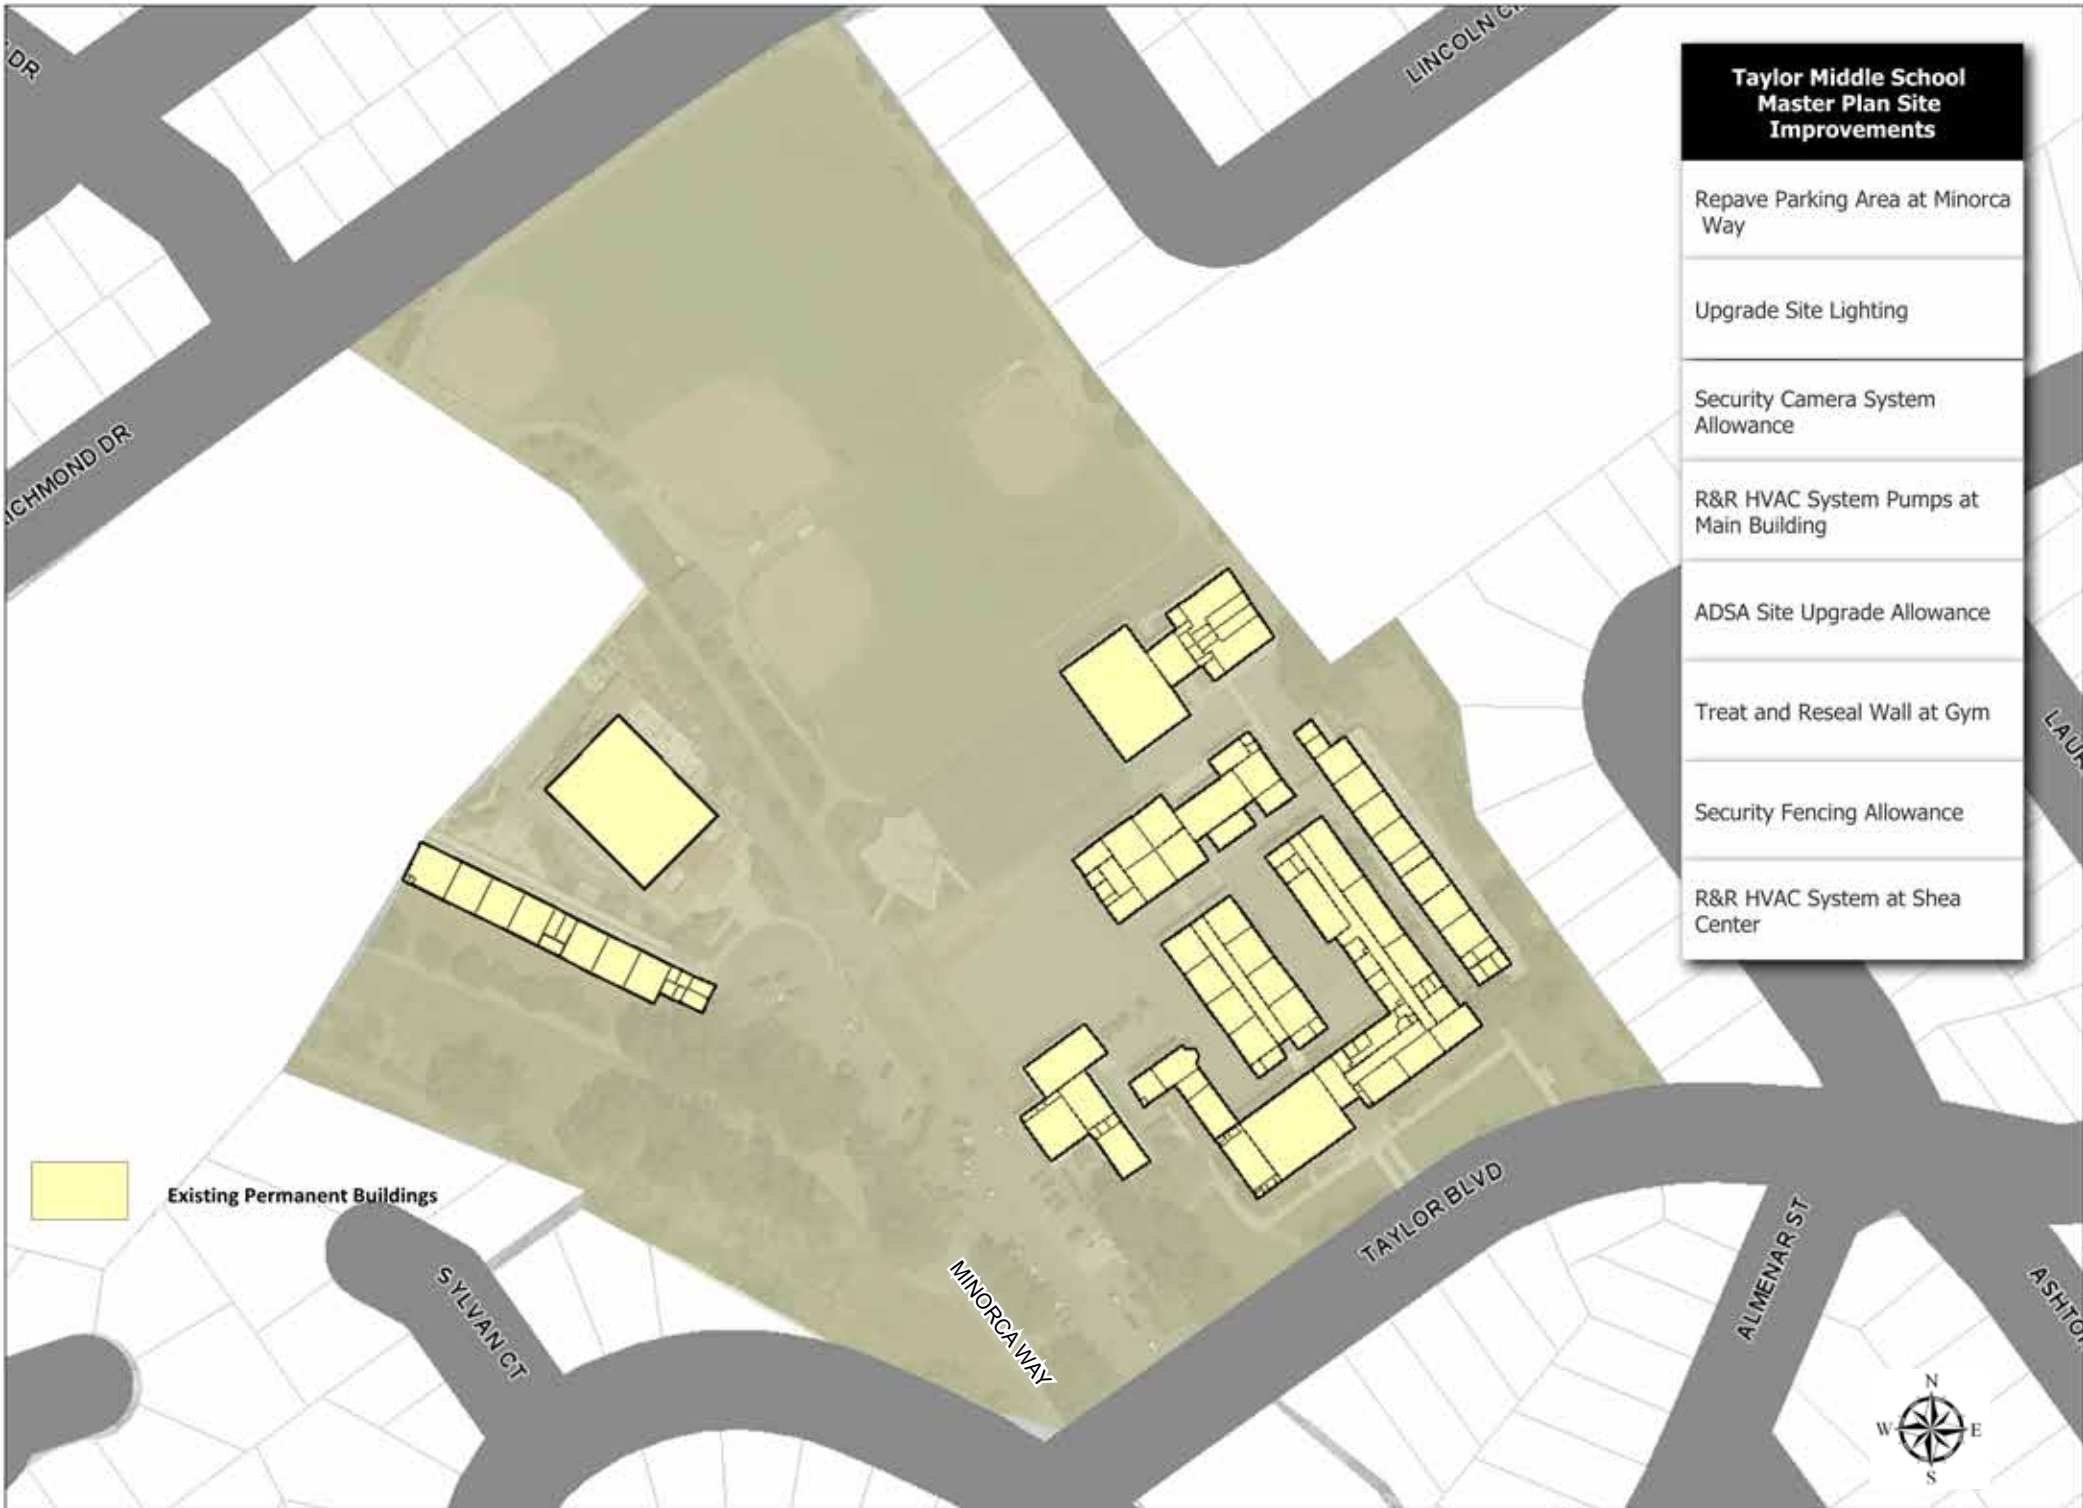 DR
LINCOLN
Taylor Middle School
Master Plan Site
Improvements
Repave Parking Area at Minorca
Way
Upgrade Site Lighting
Security Camera System
Allowance
R&R HVAC System Pumps at
Main Building
ADSA Site Upgrade Allowance
Treat and Reseal Wall at Gym
Security Fencing Allowance
R&R HVAC System at Shea
Center
ICHMOND DR
LAUR
Existing Permanent Buildings
TAYLOR BLVD
ALMENAR ST
SYLVAN CT
MINORCA WAY
ASHTO
N
W
E
S